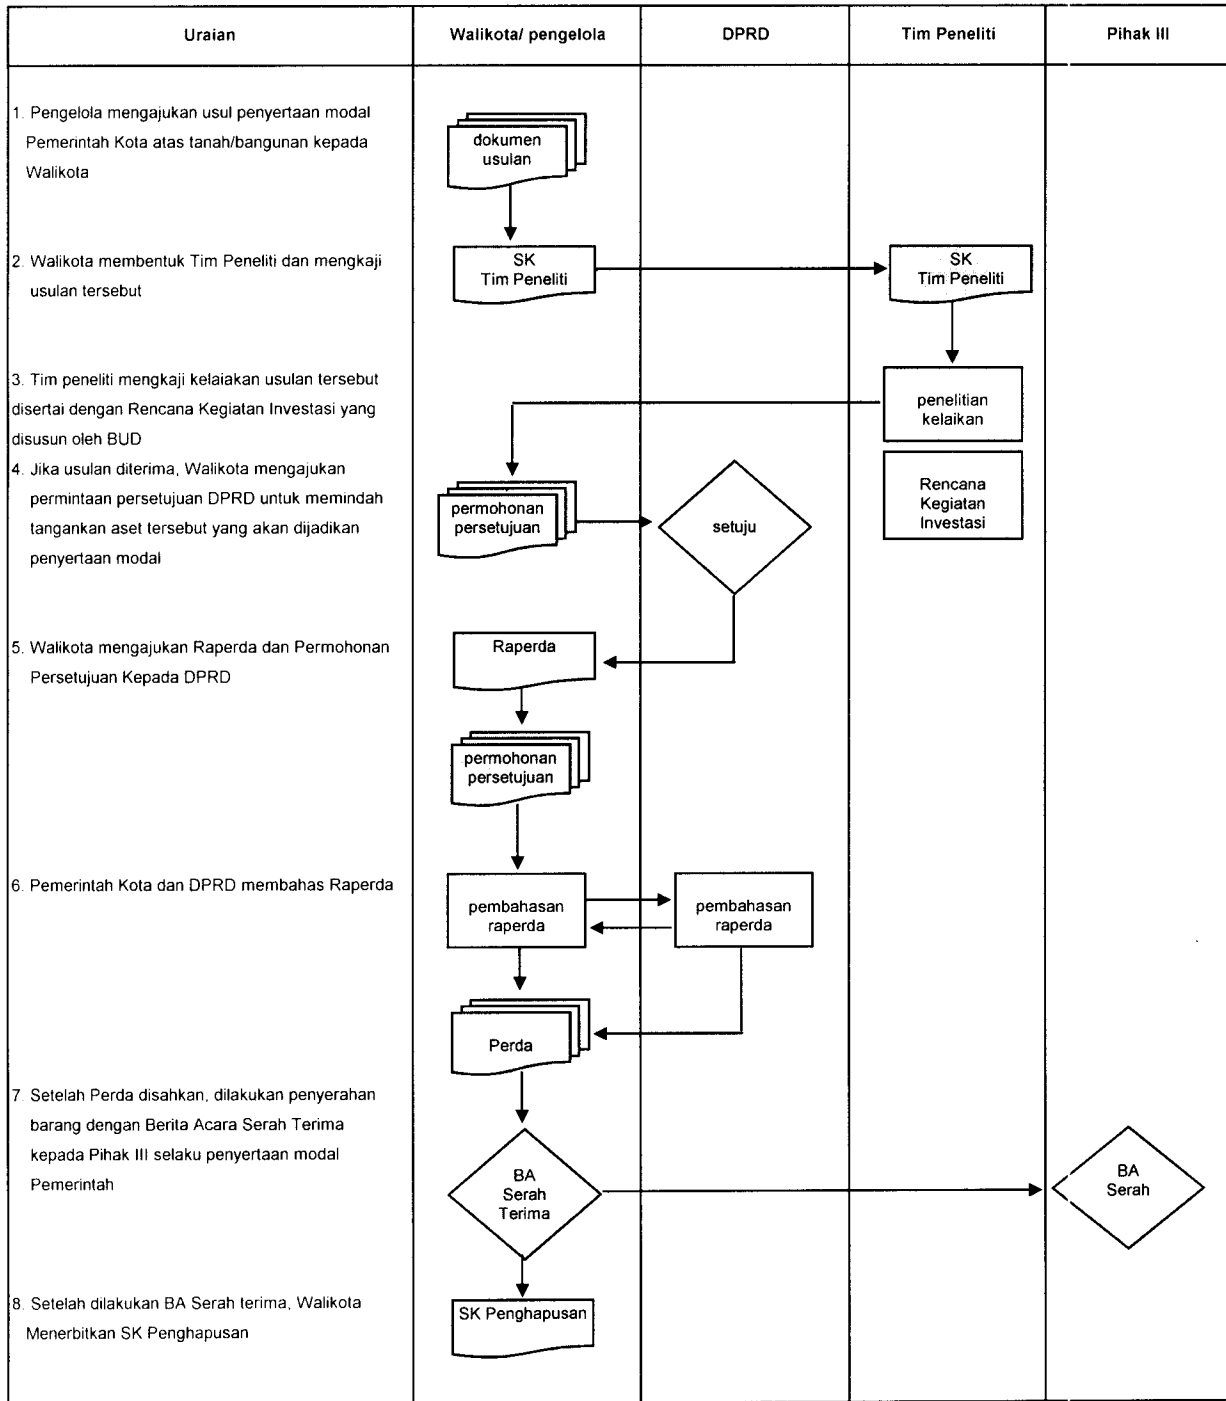 Uraian
Walikota/ pengelola
DPRD
Tim Peneliti
Pihak III
1. Pengelola mengajukan usul penyertaan modal
Pemerintah Kota atas tanah/bangunan kepada
Walikota
dokumen
usulan
2. Walikota membentuk Tim Peneliti dan mengkaji
usulan tersebut
SK
Tim Peneliti
SK
Tim Peneliti
3. Tim peneliti mengkaji kelaiakan usulan tersebut
disertai dengan Rencana Kegiatan Investasi yang
disusun oleh BUD
penelitian
kelaikan
4. Jika usulan diterima, Walikota mengajukan
permintaan persetujuan DPRD untuk memindah
tangankan aset tersebut yang akan dijadikan
penyertaan modal
permohonan
persetujuan
setuju
Rencana
Kegiatan
Investasi
5. Walikota mengajukan Raperda dan Permohonan
Persetujuan Kepada DPRD
Raperda
permohonan
persetujuan
6. Pemerintah Kota dan DPRD membahas Raperda
pembahasan
raperda
pembahasan
raperda
Perda
7. Setelah Perda disahkan, dilakukan penyerahan
barang dengan Berita Acara Serah Terima
kepada Pihak III selaku penyertaan modal
Pemerintah
BA
Serah
Terima
BA
Serah
8. Setelah dilakukan BA Serah terima, Walikota
Menerbitkan SK Penghapusan
SK Penghapusan